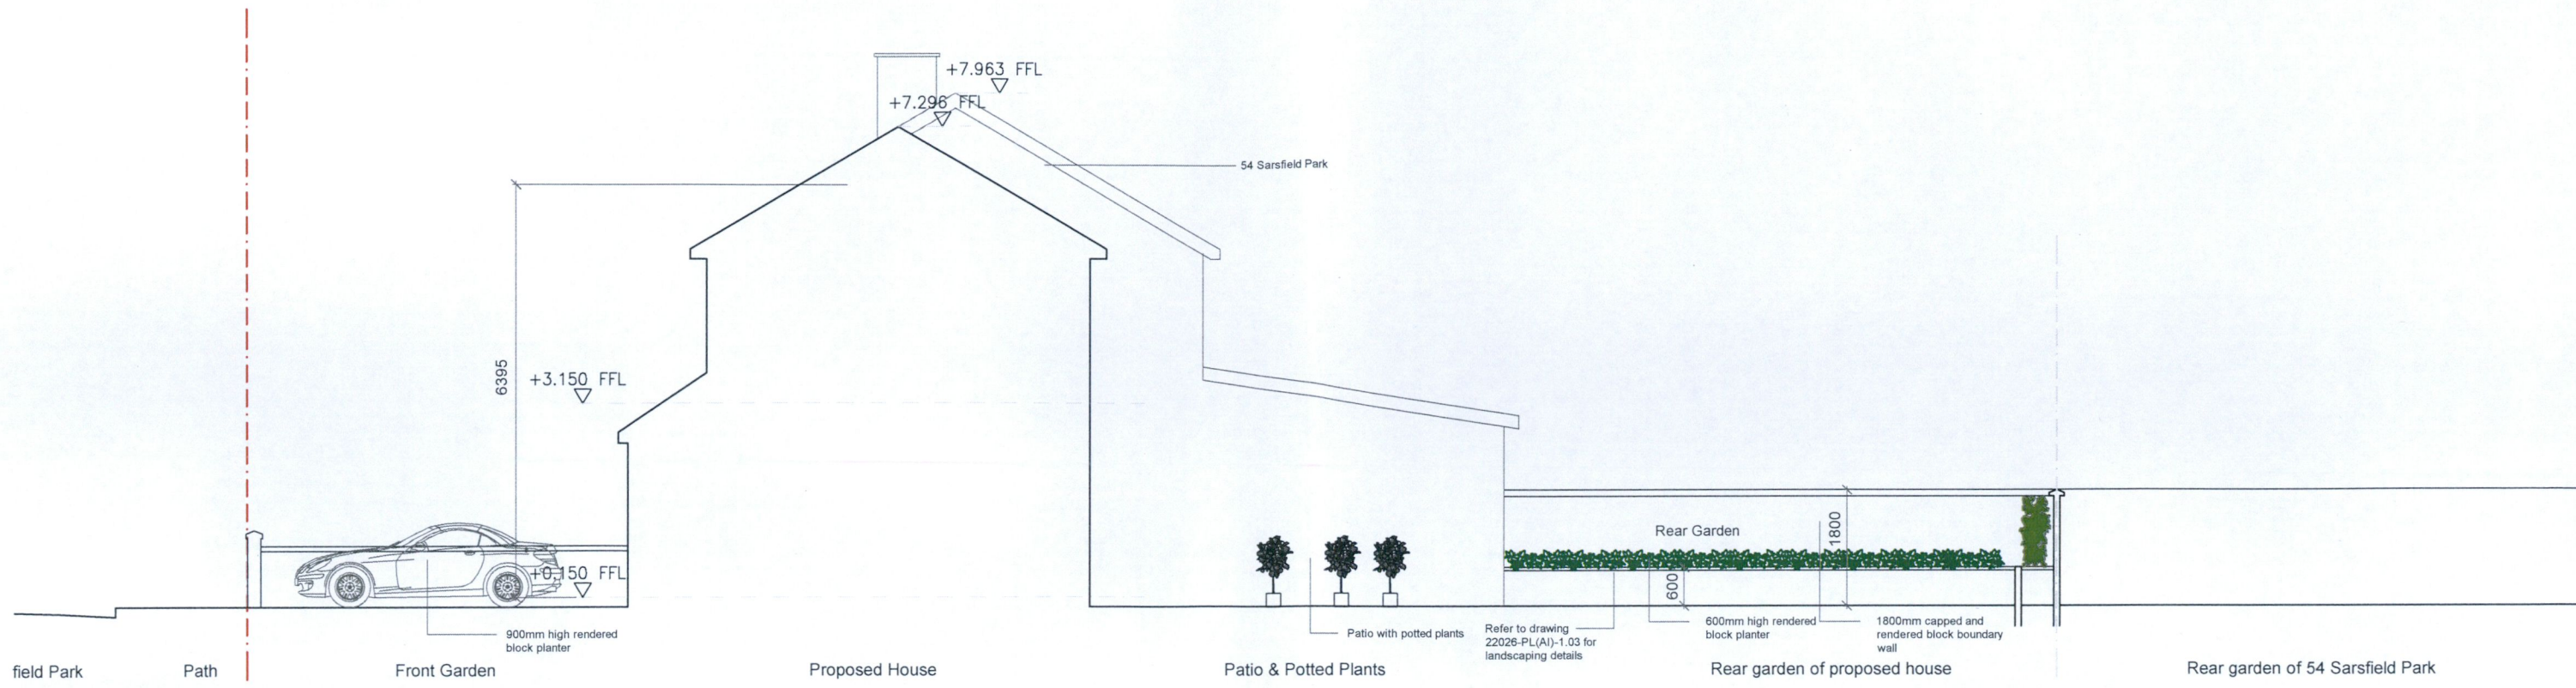 +7.963 FFL
+7.296 FFL
54 Sarsfield Park
6395
+3.150 FFL
+0.150 FFL
Rear Garden
1800
600
900mm high rendered
block planter
Patio with potted plants
Refer to drawing
22026-PL(AI)-1.03 for
landscaping details
600mm high rendered
block planter
1800mm capped and
rendered block boundary
wall
field Park
Path
Front Garden
Proposed House
Patio & Potted Plants
Rear garden of proposed house
Rear garden of 54 Sarsfield Park